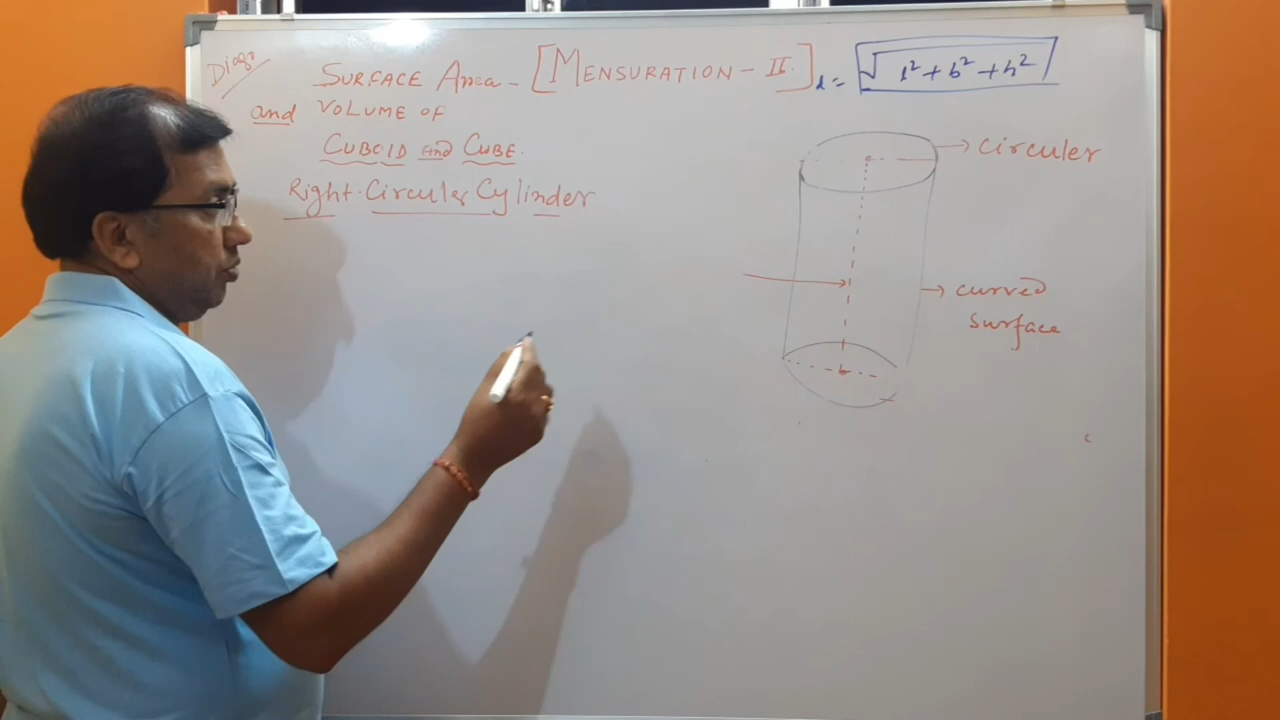 Diago
SURFACE Area - [MENSURATION - II.] d = √l² + b² + h²
and VOLUME OF
CUBOID and CUBE.
Right Circular Cylinder
circuler
curved
surface